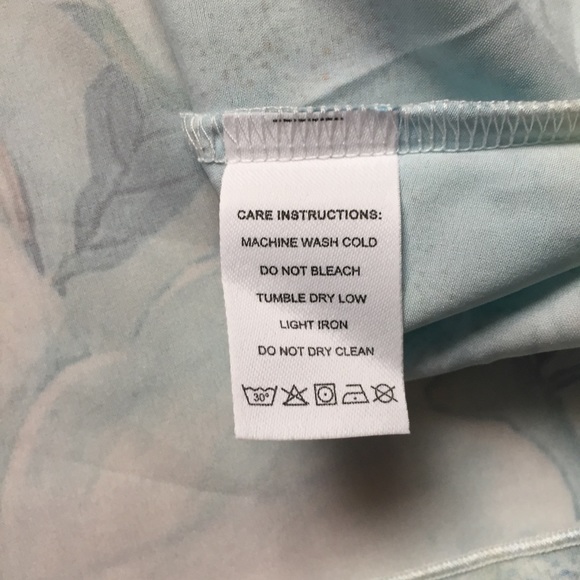 CARE INSTRUCTIONS:
MACHINE WASH COLD
DO NOT BLEACH
TUMBLE DRY LOW
LIGHT IRON
DO NOT DRY CLEAN
30°